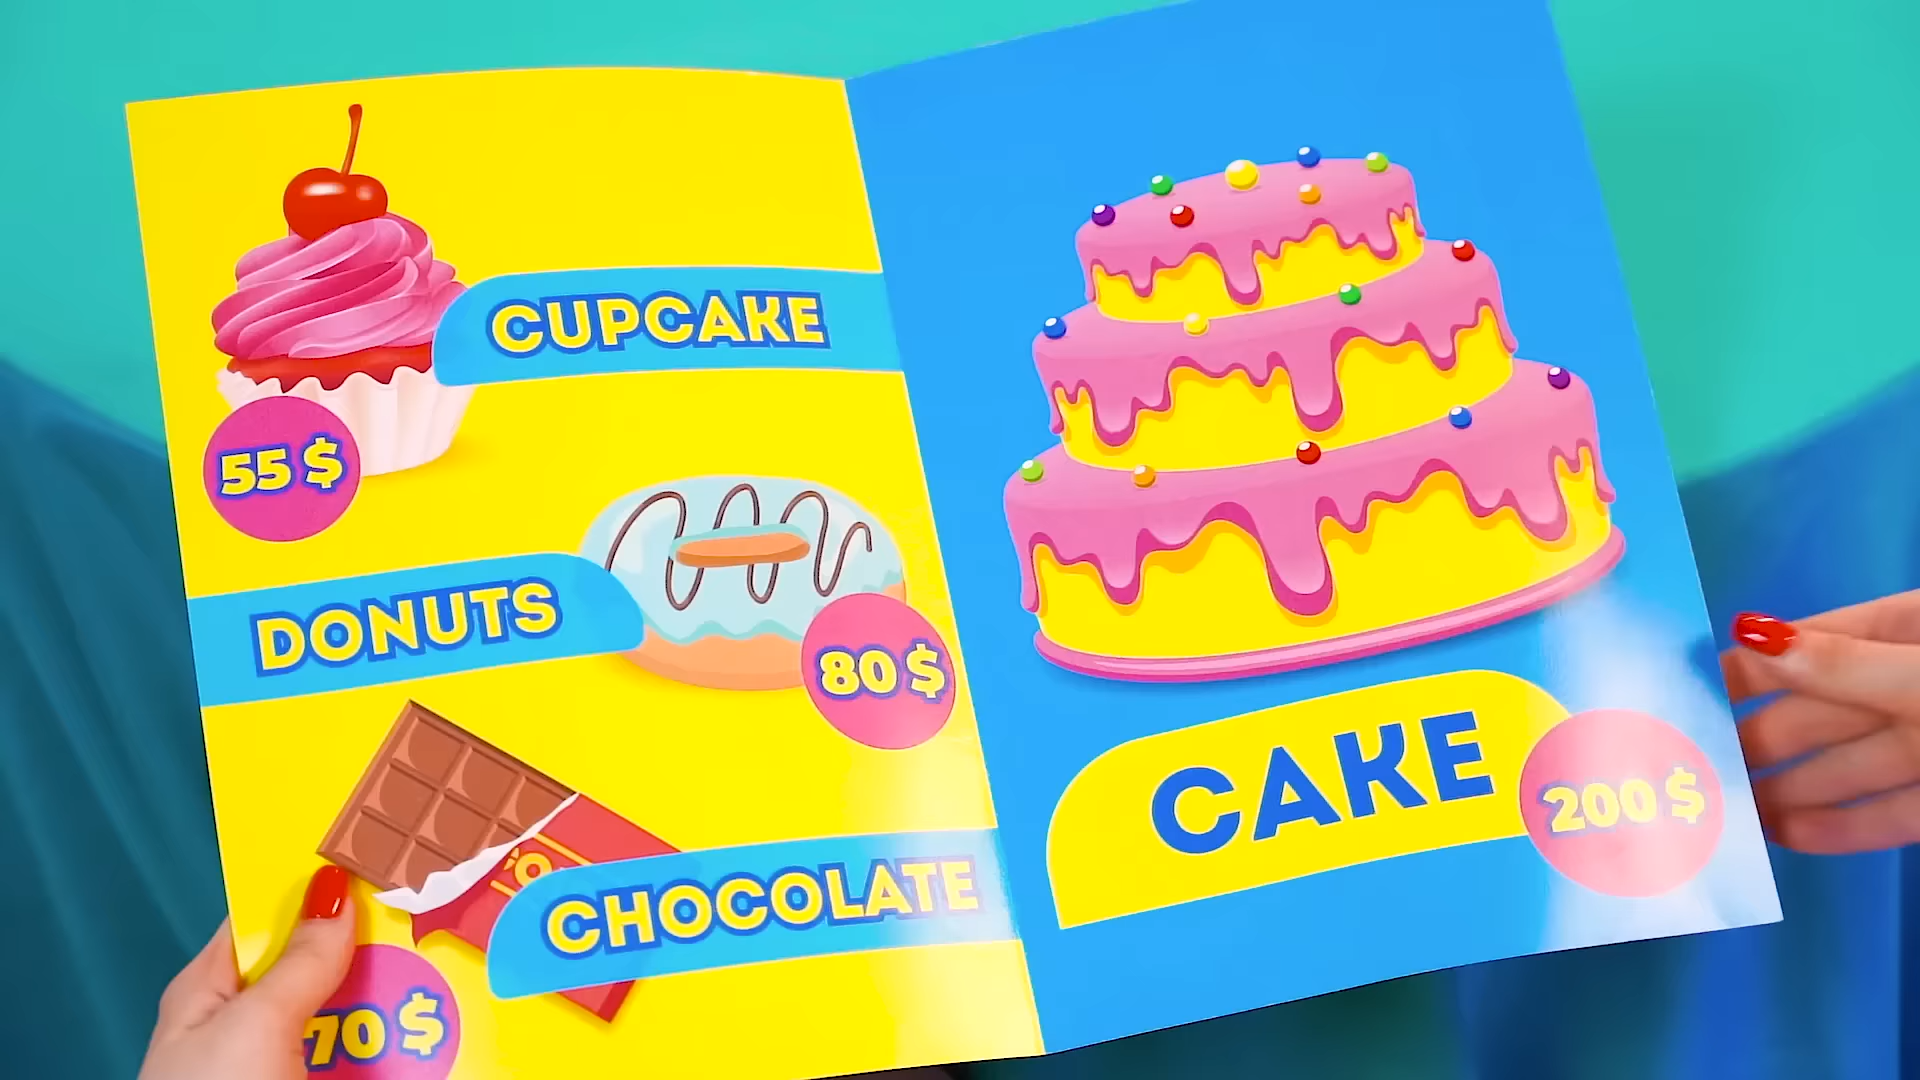 CUPCAKE
55 $
DONUTS
80 $
CHOCOLATE
70 $
CAKE
200 $